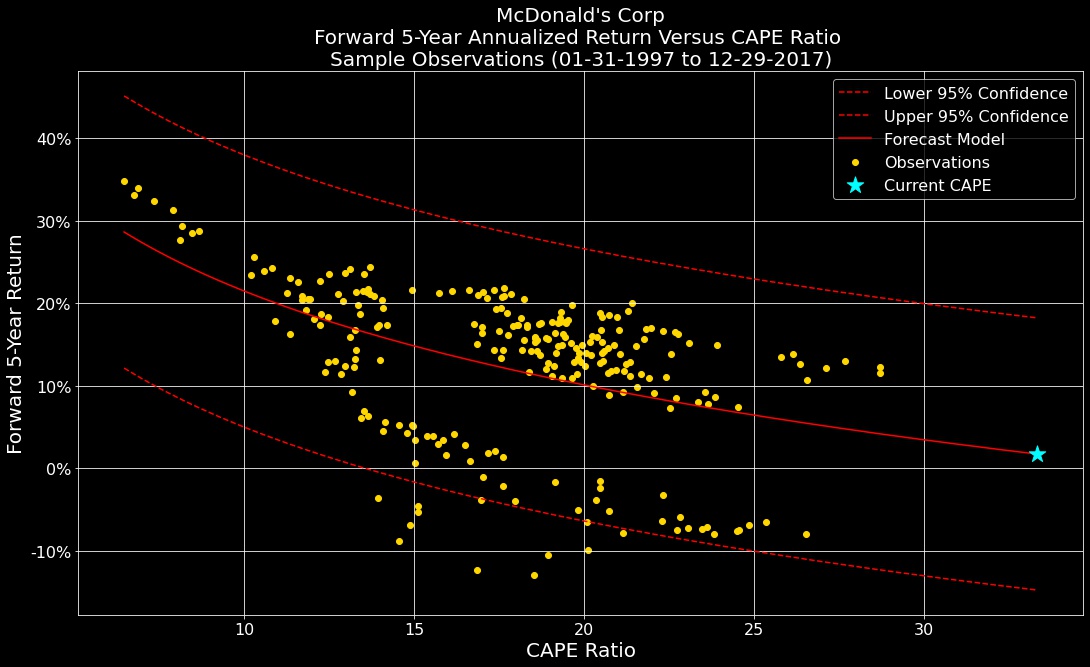 McDonald's Corp
Forward 5-Year Annualized Return Versus CAPE Ratio
Sample Observations (01-31-1997 to 12-29-2017)
Lower 95% Confidence
Upper 95% Confidence
Forecast Model
Observations
Current CAPE
Forward 5-Year Return
40%
30%
20%
10%
0%
-10%
10 15 20 25 30
CAPE Ratio